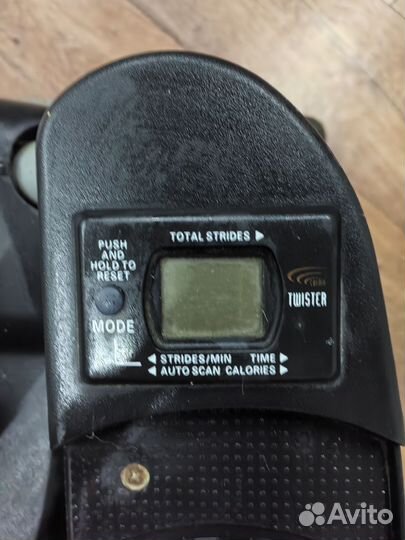 TOTAL STRIDES ▶
PUSH
AND
HOLD TO
RESET
MODE
TWISTER
◀ STRIDES/MIN TIME ▶
◀ AUTO SCAN CALORIES ▶
Avito